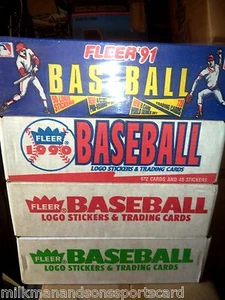 FLEER '91
BASEBALL
FLEER
1990
BASEBALL
LOGO STICKERS & TRADING CARDS
672 CARDS AND 45 STICKERS
FLEER BASEBALL
LOGO STICKERS & TRADING CARDS
FLEER BASEBALL
LOGO STICKERS & TRADING CARDS
milkmanandsonssportscard